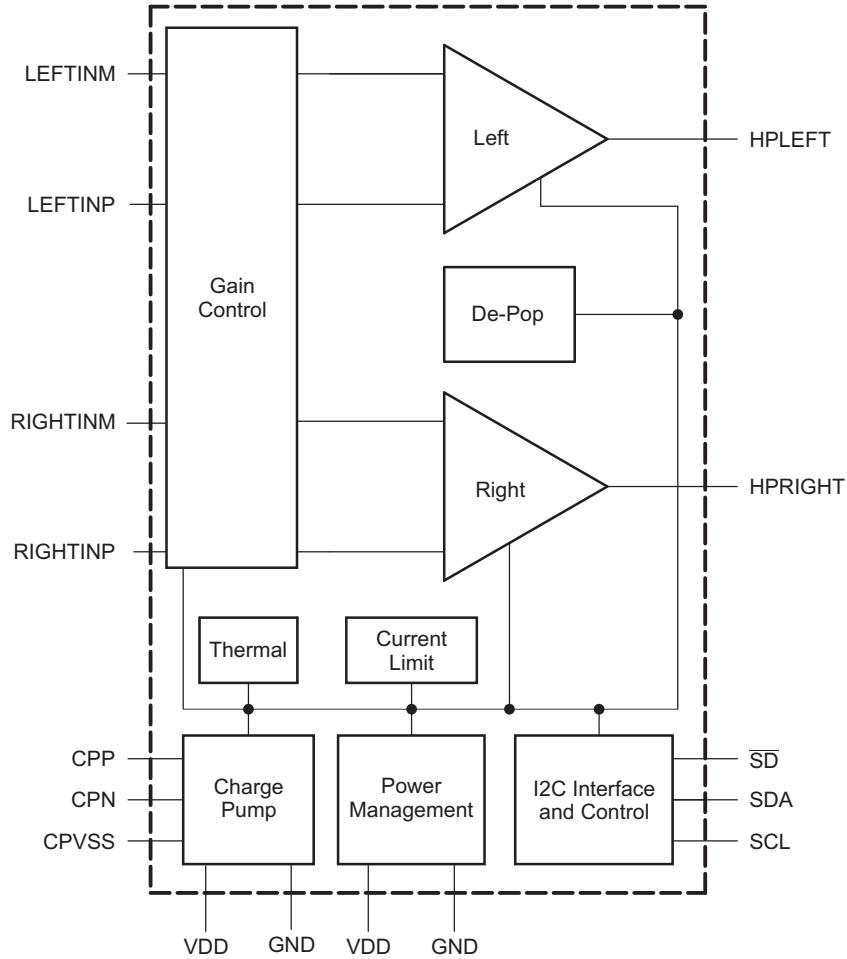 LEFTINM
LEFTINP
RIGHTINM
RIGHTINP
Gain
Control
Left
De-Pop
Right
HPLEFT
HPRIGHT
Thermal
Current
Limit
CPP
CPN
CPVSS
Charge
Pump
Power
Management
I2C Interface
and Control
SD
SDA
SCL
VDD
GND
VDD
GND